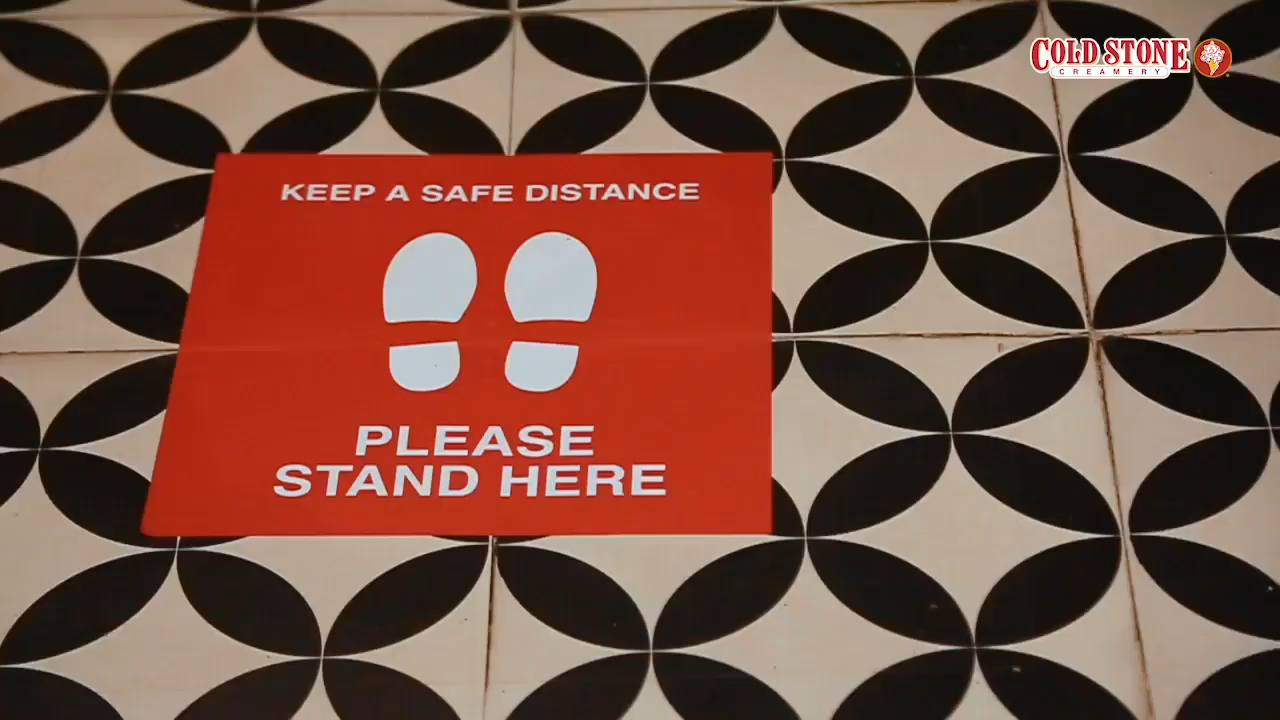 COLD STONE
CREAMERY
KEEP A SAFE DISTANCE
PLEASE
STAND HERE